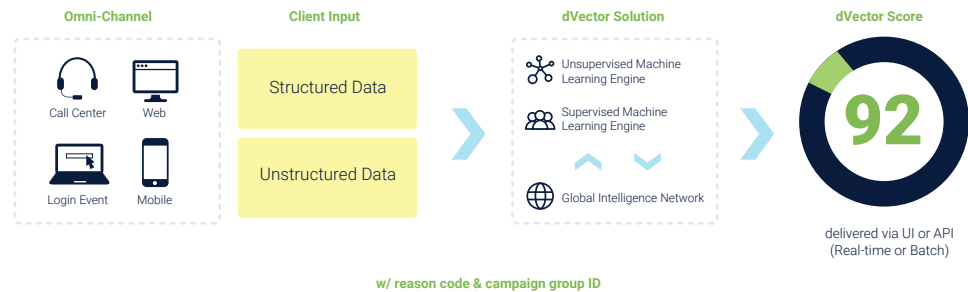 Omni-Channel
Call Center
Web
Login Event
Mobile
Client Input
Structured Data
Unstructured Data
dVector Solution
Unsupervised Machine
Learning Engine
Supervised Machine
Learning Engine
Global Intelligence Network
dVector Score
92
delivered via UI or API
(Real-time or Batch)
w/ reason code & campaign group ID